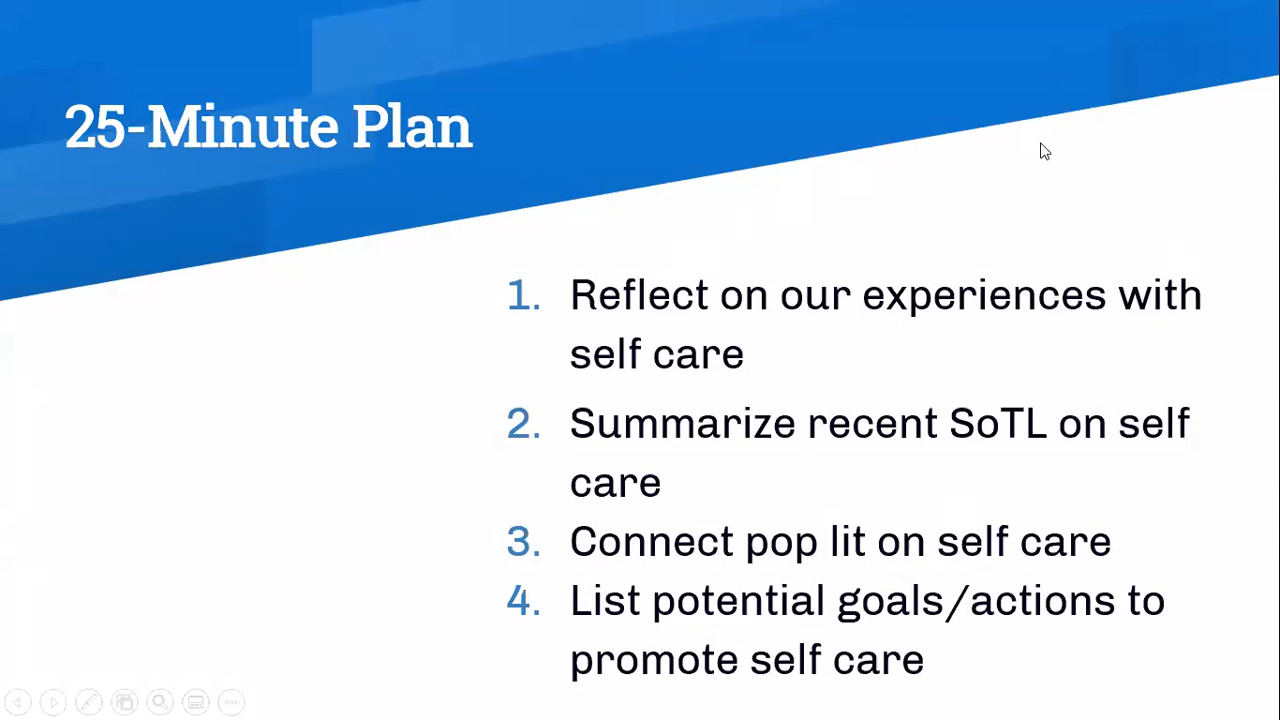 25-Minute Plan
1. Reflect on our experiences with
self care
2. Summarize recent SoTL on self
care
3. Connect pop lit on self care
4. List potential goals/actions to
promote self care